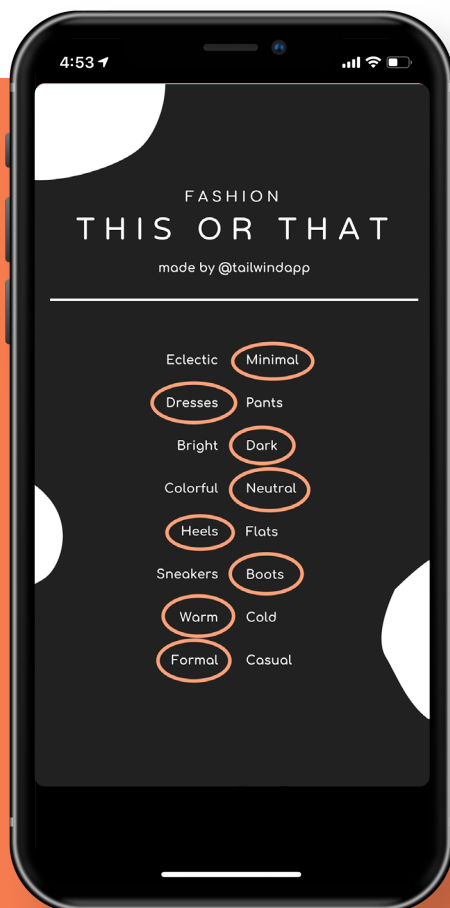 4:53
FASHION
THIS OR THAT
made by @tailwindapp
Eclectic Minimal
Dresses Pants
Bright Dark
Colorful Neutral
Heels Flats
Sneakers Boots
Warm Cold
Formal Casual